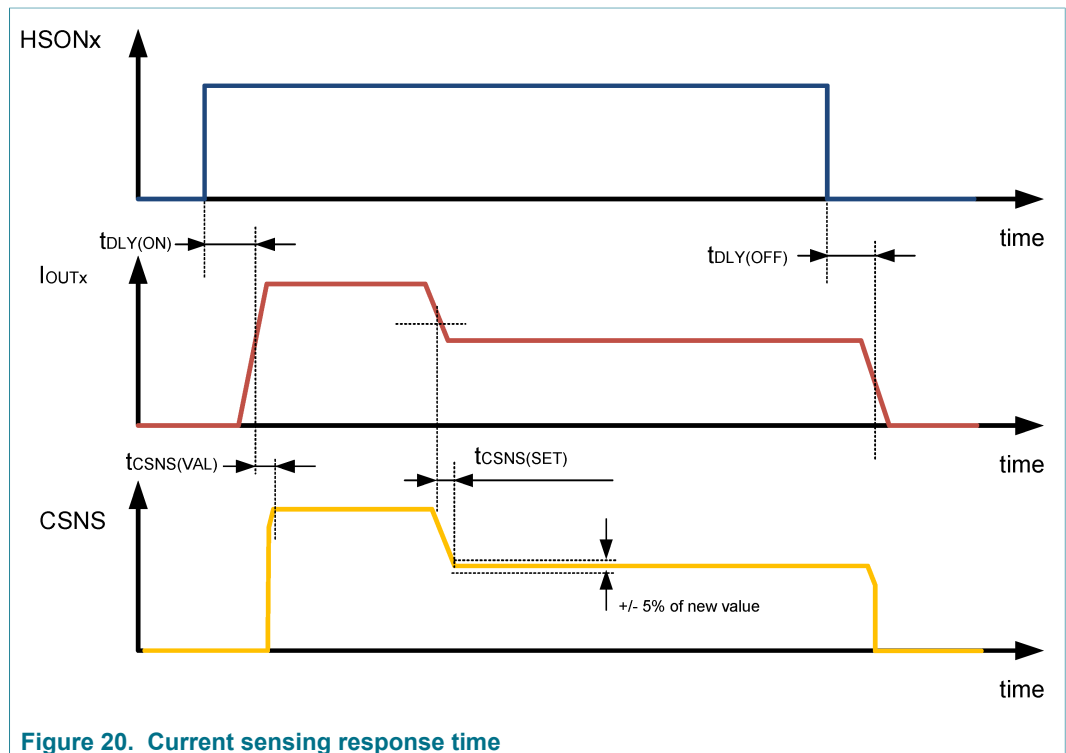 HSONx
time
tDLY(ON)
tDLY(OFF)
IOUTx
time
tCSNS(VAL)
tCSNS(SET)
CSNS
+/- 5% of new value
time
Figure 20. Current sensing response time